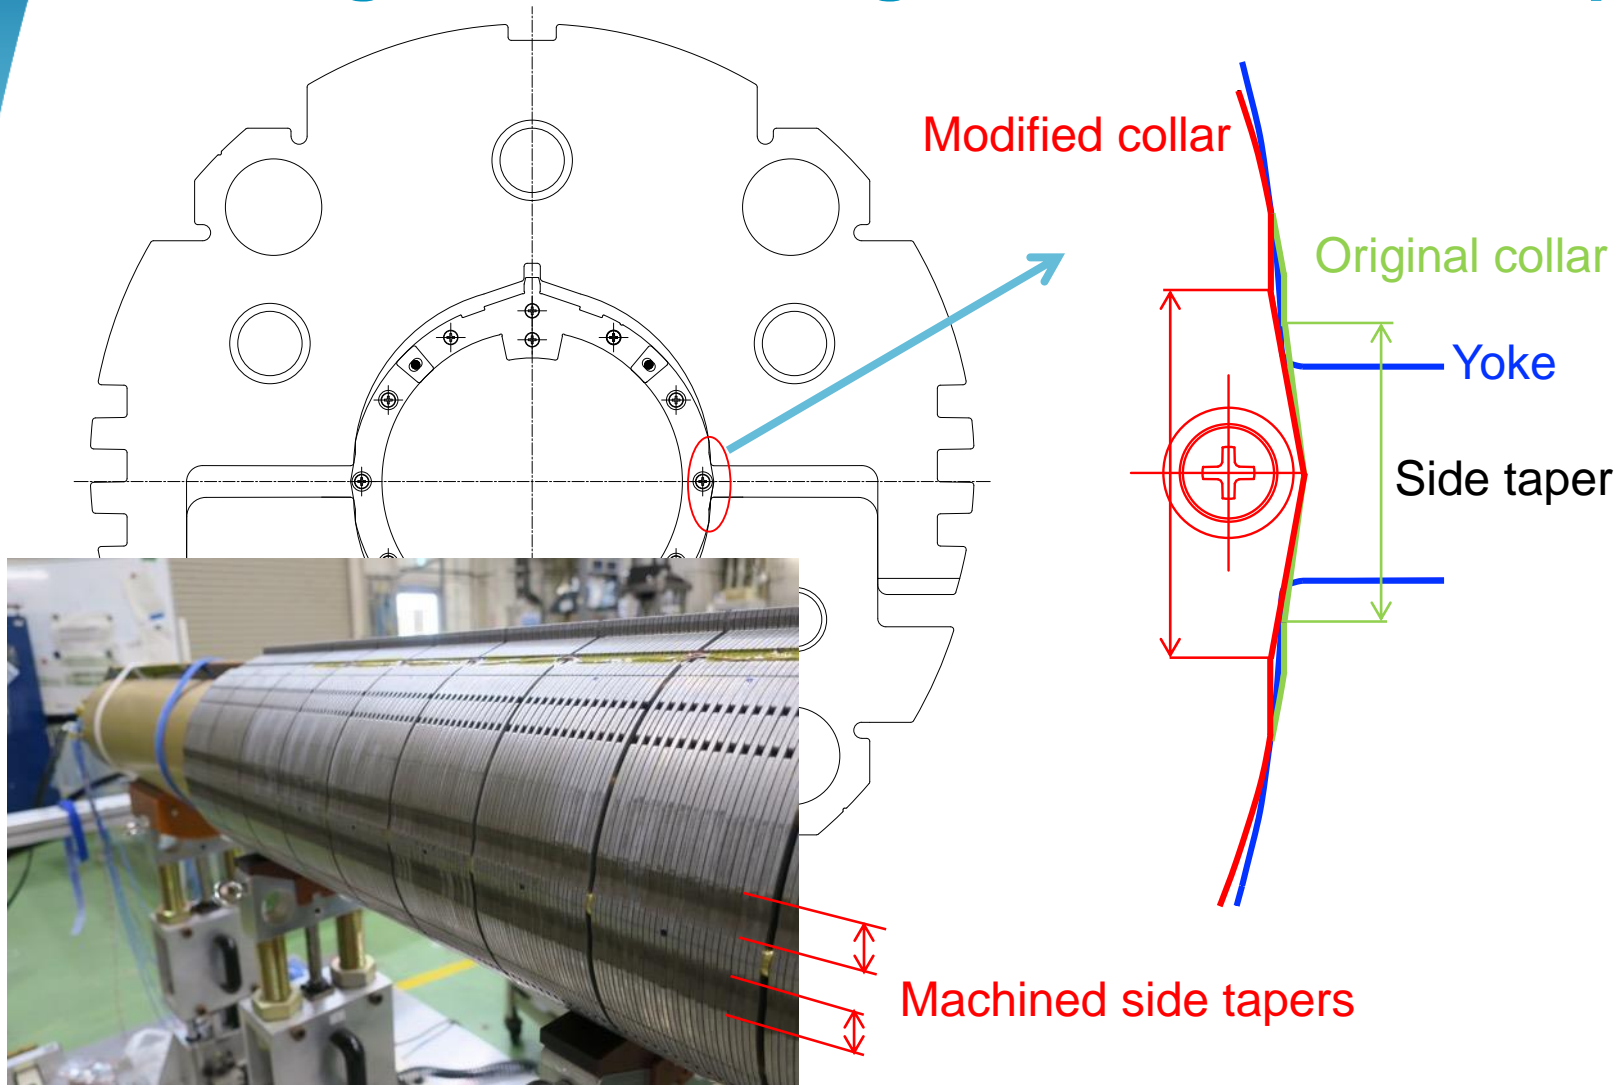 Modified collar
Original collar
Yoke
Side taper
Machined side tapers